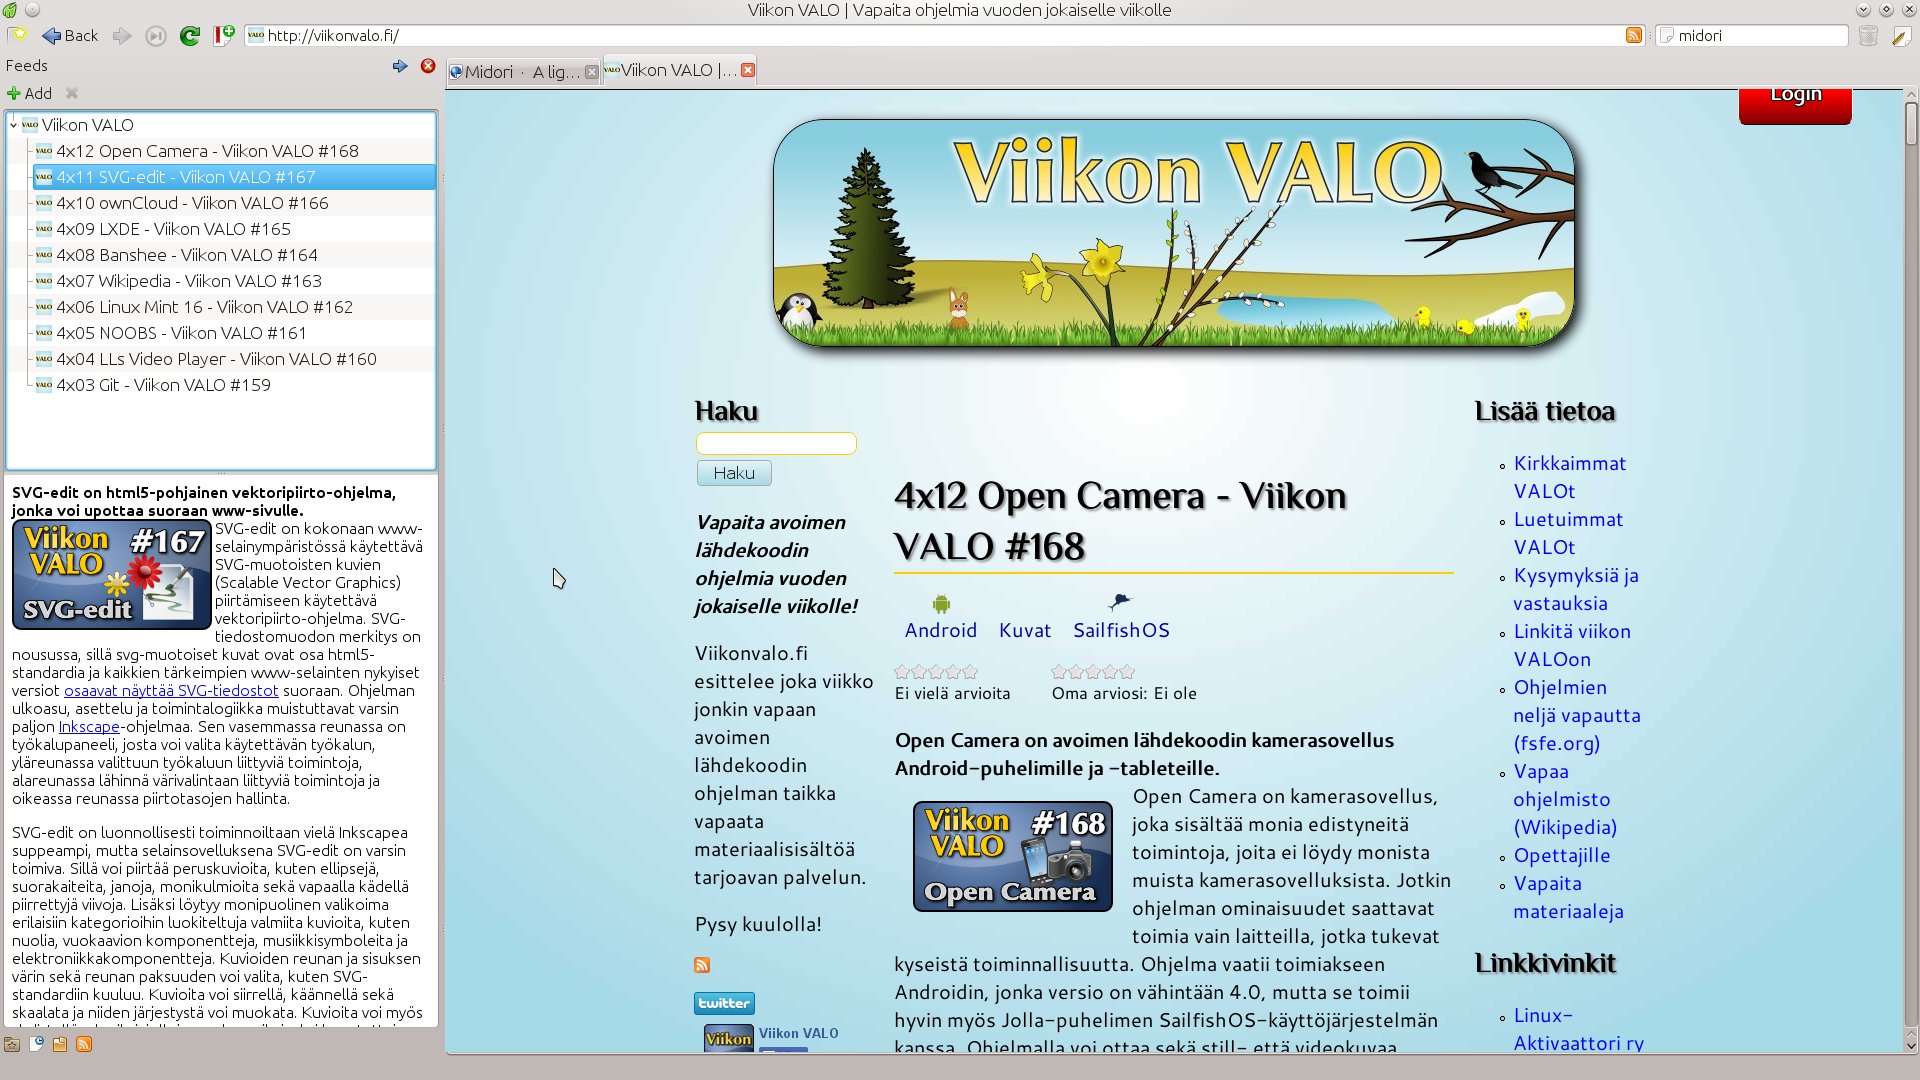 Viikon VALO | Vapaita ohjelmia vuoden jokaiselle viikolle
Back
http://viikonvalo.fi/
midori
Feeds
Add
Viikon VALO
4x12 Open Camera - Viikon VALO #168
4x11 SVG-edit - Viikon VALO #167
4x10 ownCloud - Viikon VALO #166
4x09 LXDE - Viikon VALO #165
4x08 Banshee - Viikon VALO #164
4x07 Wikipedia - Viikon VALO #163
4x06 Linux Mint 16 - Viikon VALO #162
4x05 NOOBS - Viikon VALO #161
4x04 LLs Video Player - Viikon VALO #160
4x03 Git - Viikon VALO #159
SVG-edit on html5-pohjainen vektoripiirto-ohjelma,
jonka voi upottaa suoraan www-sivulle.
Viikon VALO #167
SVG-edit
SVG-edit on kokonaan www-
selainympäristössä käytettävä
SVG-muotoisten kuvien
(Scalable Vector Graphics)
piirtämiseen käytettävä
vektoripiirto-ohjelma. SVG-
tiedostomuodon merkitys on
nousussa, sillä svg-muotoiset kuvat ovat osa html5-
standardia ja kaikkien tärkeimpien www-selainten nykyiset
versiot osaavat näyttää SVG-tiedostot suoraan. Ohjelman
ulkoasu, asettelu ja toimintalogiikka muistuttavat varsin
paljon Inkscape-ohjelmaa. Sen vasemmassa reunassa on
työkalupaneeli, josta voi valita käytettävän työkalun,
yläreunassa valittuun työkaluun liittyviä toimintoja,
alareunassa lähinnä värivalintaan liittyviä toimintoja ja
oikeassa reunassa piirtotasojen hallinta.
SVG-edit on luonnollisesti toiminnoiltaan vielä Inkscapea
suppeampi, mutta selainsovelluksena SVG-edit on varsin
toimiva. Sillä voi piirtää peruskuvioita, kuten ellipsejä,
suorakaiteita, janoja, monikulmioita sekä vapaalla kädellä
piirrettyjä viivoja. Lisäksi löytyy monipuolinen valikoima
erilaisiin kategorioihin luokiteltuja valmiita kuvioita, kuten
nuolia, vuokaavion komponentteja, musiikkisymboleita ja
elektroniikkakomponentteja. Kuvioiden reunan ja sisuksen
värin sekä reunan paksuuden voi valita, kuten SVG-
standardiin kuuluu. Kuvioita voi siirrellä, käännellä sekä
skaalata ja niiden järjestystä voi muokata. Kuvioita voi myös
Midori · A lig...
Viikon VALO |...
Login
Viikon VALO
Haku
Haku
Vapaita avoimen
lähdekoodin
ohjelmia vuoden
jokaiselle viikolle!
Viikonvalo.fi
esittelee joka viikko
jonkin vapaan
avoimen
lähdekoodin
ohjelman taikka
vapaata
materiaalisisältöä
tarjoavan palvelun.
Pysy kuulolla!
twitter
Viikon
Viikon VALO
4x12 Open Camera - Viikon
VALO #168
Android Kuvat SailfishOS
Ei vielä arvioita Oma arviosi: Ei ole
Open Camera on avoimen lähdekoodin kamerasovellus
Android-puhelimille ja -tableteille.
Viikon VALO #168
Open Camera
Open Camera on kamerasovellus,
joka sisältää monia edistyneitä
toimintoja, joita ei löydy monista
muista kamerasovelluksista. Jotkin
ohjelman ominaisuudet saattavat
toimia vain laitteilla, jotka tukevat
kyseistä toiminnallisuutta. Ohjelma vaatii toimiakseen
Androidin, jonka versio on vähintään 4.0, mutta se toimii
hyvin myös Jolla-puhelimen SailfishOS-käyttöjärjestelmän
kanssa. Ohjelmalla voi ottaa sekä still- että videokuvaa
Lisää tietoa
Kirkkaimmat
VALOt
Luetuimmat
VALOt
Kysymyksiä ja
vastauksia
Linkitä viikon
VALOon
Ohjelmien
neljä vapautta
(fsfe.org)
Vapaa
ohjelmisto
(Wikipedia)
Opettajille
Vapaita
materiaaleja
Linkkivinkit
Linux-
Aktivaattori ry